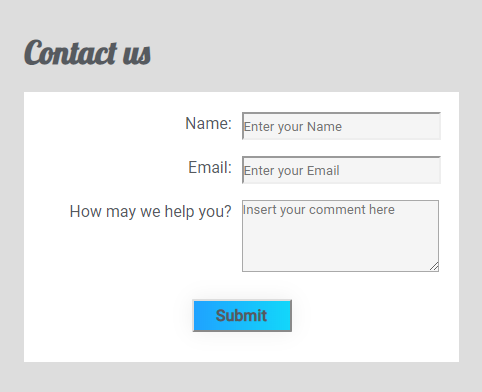 Contact us
Name: Enter your Name
Email: Enter your Email
How may we help you? Insert your comment here
Submit